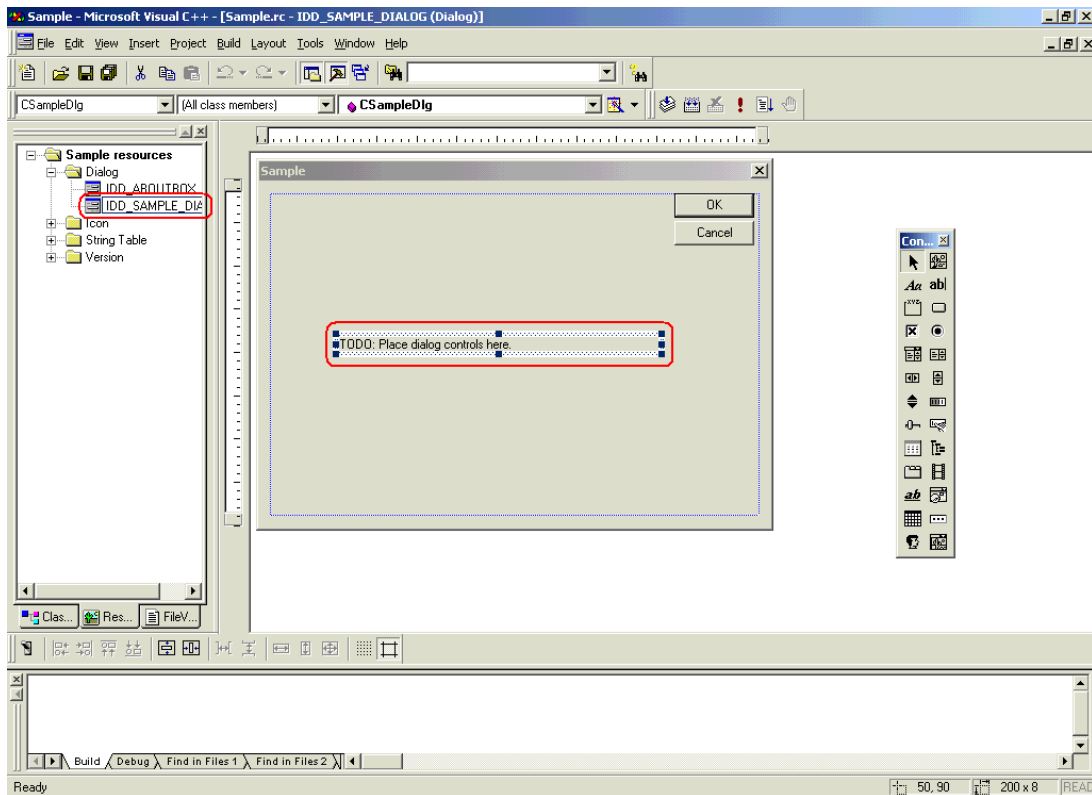 Sample - Microsoft Visual C++ - [Sample.rc - IDD_SAMPLE_DIALOG (Dialog)]
File Edit View Insert Project Build Layout Tools Window Help
CSampleDlg (All class members) CSampleDlg
Sample resources
Dialog
IDD_ABOUTBOX
IDD_SAMPLE_DIA
Icon
String Table
Version
Clas... Res... FileV...
Sample
OK
Cancel
TODO: Place dialog controls here.
Con...
Aa ab|
XYZ
ab
Build Debug Find in Files 1 Find in Files 2
Ready 50, 90 200 x 8 READ